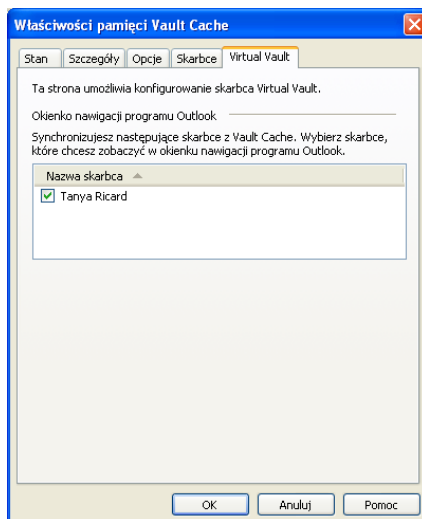 Właściwości pamięci Vault Cache
Stan Szczegóły Opcje Skarbce Virtual Vault
Ta strona umożliwia konfigurowanie skarbca Virtual Vault.
Okienko nawigacji programu Outlook
Synchronizujesz następujące skarbce z Vault Cache. Wybierz skarbce,
które chcesz zobaczyć w okienku nawigacji programu Outlook.
Nazwa skarbca
Tanya Ricard
OK Anuluj Pomoc